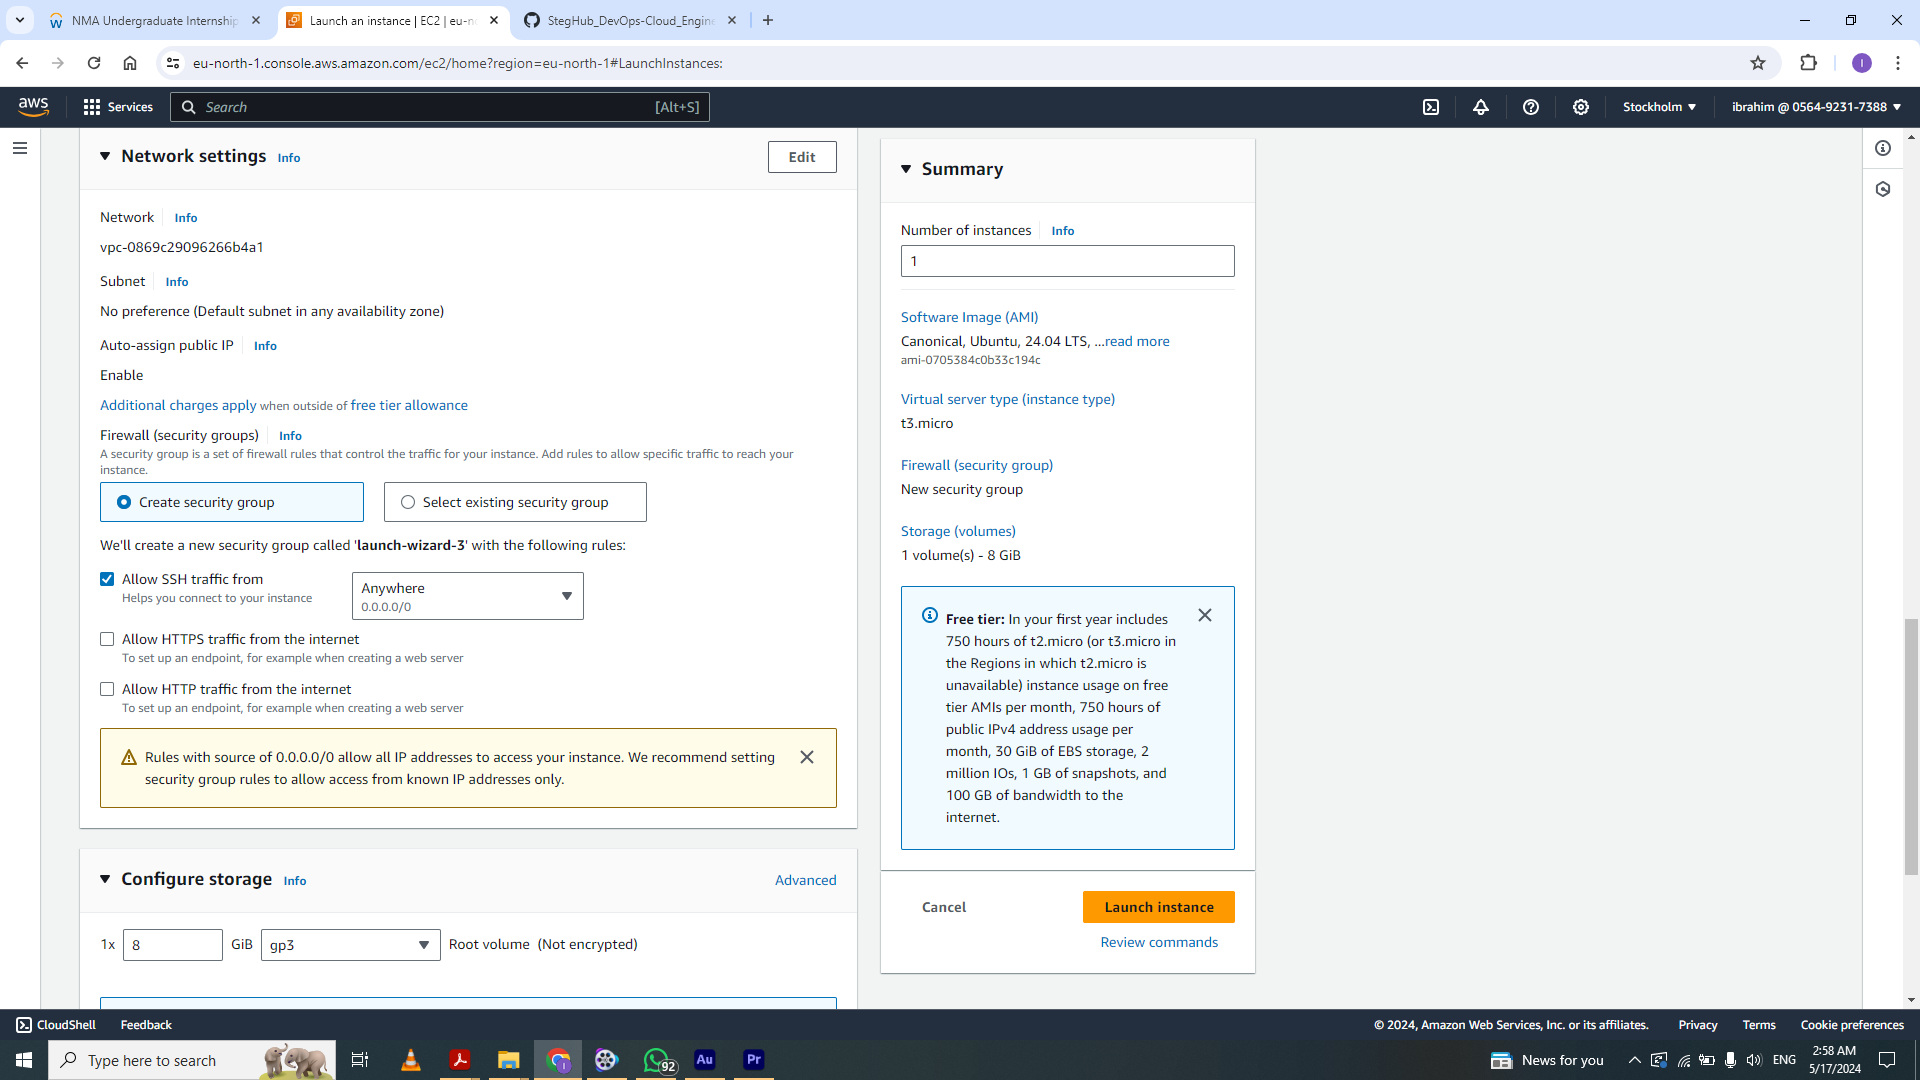 NMA Undergraduate Internship
Launch an instance | EC2 | eu-no
StegHub_DevOps-Cloud_Engine
eu-north-1.console.aws.amazon.com/ec2/home?region=eu-north-1#LaunchInstances:
I
aws
Services
Search
[Alt+S]
Stockholm
ibrahim @ 0564-9231-7388
Network settings
Info
Edit
Network
Info
vpc-0869c29096266b4a1
Subnet
Info
No preference (Default subnet in any availability zone)
Auto-assign public IP
Info
Enable
Additional charges apply when outside of free tier allowance
Firewall (security groups)
Info
A security group is a set of firewall rules that control the traffic for your instance. Add rules to allow specific traffic to reach your
instance.
Create security group
Select existing security group
We'll create a new security group called 'launch-wizard-3' with the following rules:
Allow SSH traffic from
Helps you connect to your instance
Anywhere
0.0.0.0/0
Allow HTTPS traffic from the internet
To set up an endpoint, for example when creating a web server
Allow HTTP traffic from the internet
To set up an endpoint, for example when creating a web server
Rules with source of 0.0.0.0/0 allow all IP addresses to access your instance. We recommend setting
security group rules to allow access from known IP addresses only.
Configure storage
Info
Advanced
1x
8
GiB
gp3
Root volume (Not encrypted)
Summary
Number of instances
Info
1
Software Image (AMI)
Canonical, Ubuntu, 24.04 LTS, ...read more
ami-0705384c0b33c194c
Virtual server type (instance type)
t3.micro
Firewall (security group)
New security group
Storage (volumes)
1 volume(s) - 8 GiB
Free tier: In your first year includes
750 hours of t2.micro (or t3.micro in
the Regions in which t2.micro is
unavailable) instance usage on free
tier AMIs per month, 750 hours of
public IPv4 address usage per
month, 30 GiB of EBS storage, 2
million IOs, 1 GB of snapshots, and
100 GB of bandwidth to the
internet.
Cancel
Launch instance
Review commands
CloudShell
Feedback
© 2024, Amazon Web Services, Inc. or its affiliates.
Privacy
Terms
Cookie preferences
Type here to search
92
Au
Pr
News for you
ENG
2:58 AM
5/17/2024